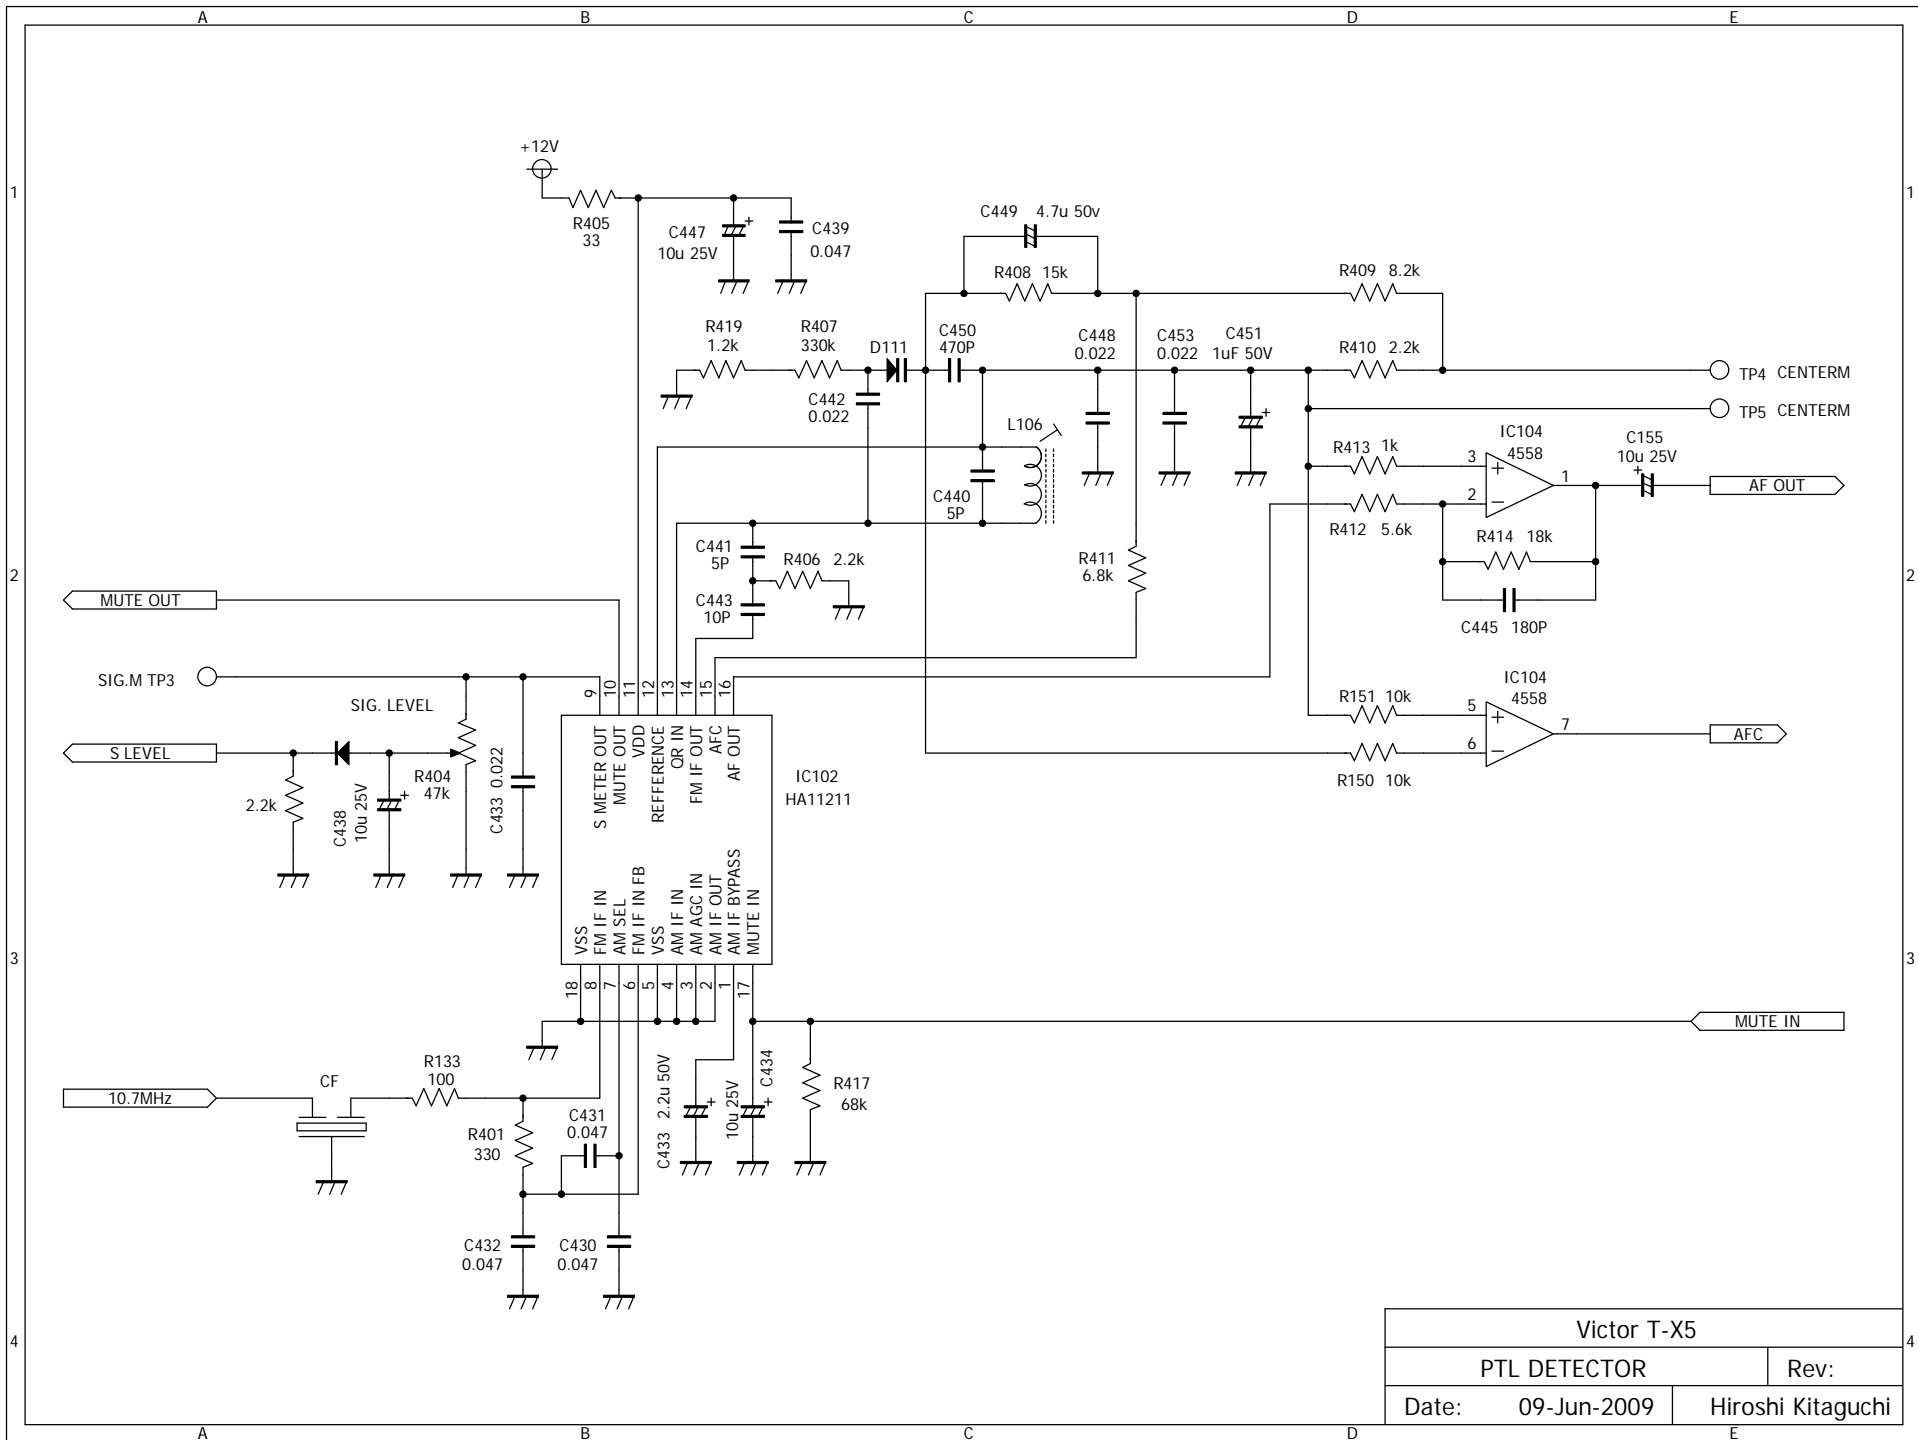 A B C D E
1 1
2 2
3 3
4 4
A B C D E
+12V
R405
33
C447
10u 25V
C439
0.047
C449 4.7u 50v
R408 15k
R409 8.2k
R419
1.2k
R407
330k
D111
C450
470P
C448
0.022
C453
0.022
C451
1uF 50V
R410 2.2k
TP4 CENTERM
TP5 CENTERM
C442
0.022
L106
C440
5P
R413 1k
3
2
1
IC104
4558
C155
10u 25V
AF OUT
R412 5.6k
R414 18k
C445 180P
C441
5P
R406 2.2k
C443
10P
R411
6.8k
MUTE OUT
SIG.M TP3
SIG. LEVEL
S LEVEL
2.2k
C438
10u 25V
R404
47k
C433 0.022
9
10
11
12
13
14
15
16
S METER OUT
MUTE OUT
VDD
REFFERENCE
QR IN
FM IF OUT
AFC
AF OUT
IC102
HA11211
VSS
FM IF IN
AM SEL
FM IF IN FB
VSS
AM IF IN
AM AGC IN
AM IF OUT
AM IF BYPASS
MUTE IN
18
8
7
6
5
4
3
2
1
17
R151 10k
5
6
7
IC104
4558
AFC
R150 10k
MUTE IN
10.7MHz
CF
R133
100
R401
330
C431
0.047
C433 2.2u 50V
10u 25V
C434
R417
68k
C432
0.047
C430
0.047
Victor T-X5
PTL DETECTOR Rev:
Date: 09-Jun-2009 Hiroshi Kitaguchi